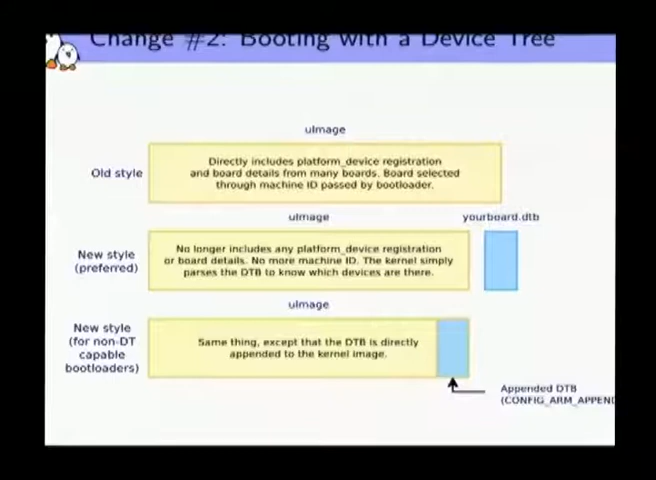 Change #2: Booting with a Device Tree
uImage
Old style
Directly includes platform_device registration
and board details from many boards. Board selected
through machine ID passed by bootloader.
uImage
yourboard.dtb
New style
(preferred)
No longer includes any platform_device registration
or board details. No more machine ID. The kernel simply
parses the DTB to know which devices are there.
uImage
New style
(for non-DT
capable
bootloaders)
Same thing, except that the DTB is directly
appended to the kernel image.
Appended DTB
(CONFIG_ARM_APPEND